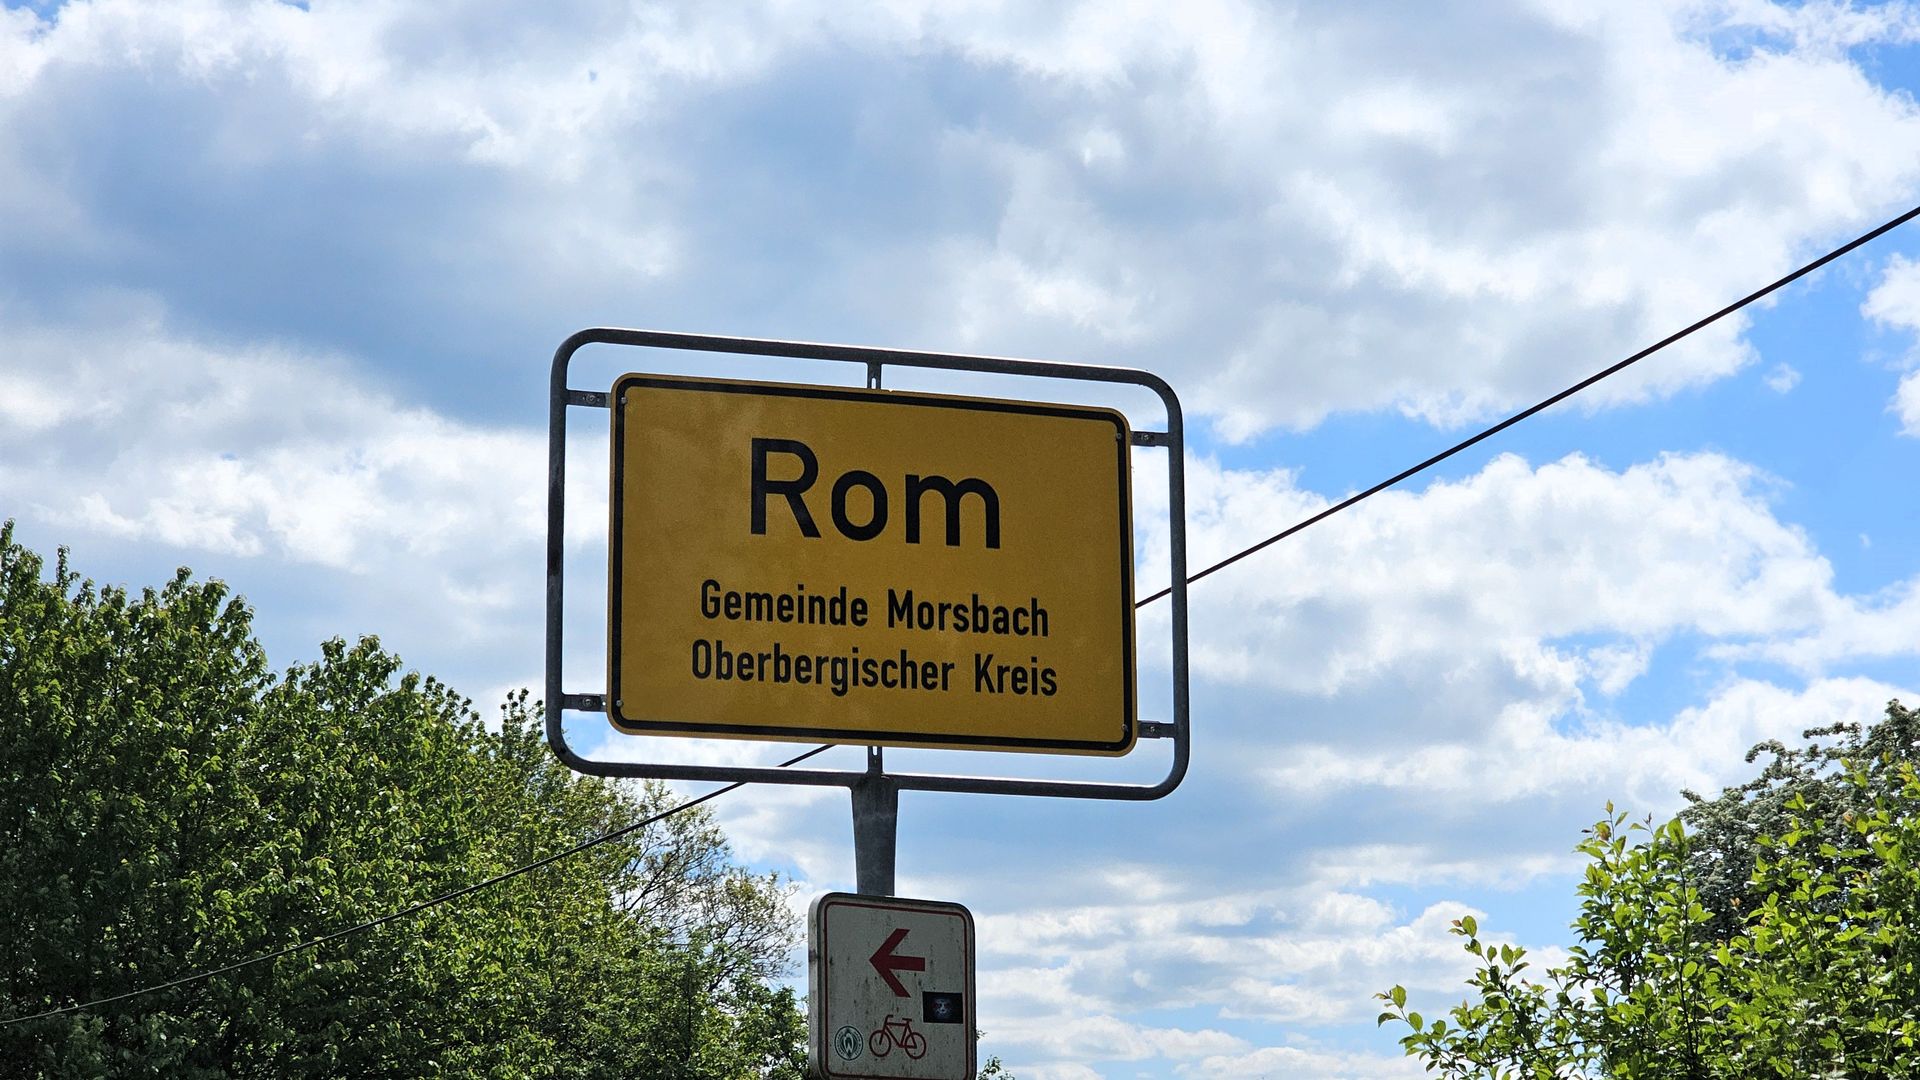 Rom
Gemeinde Morsbach
Oberbergischer Kreis